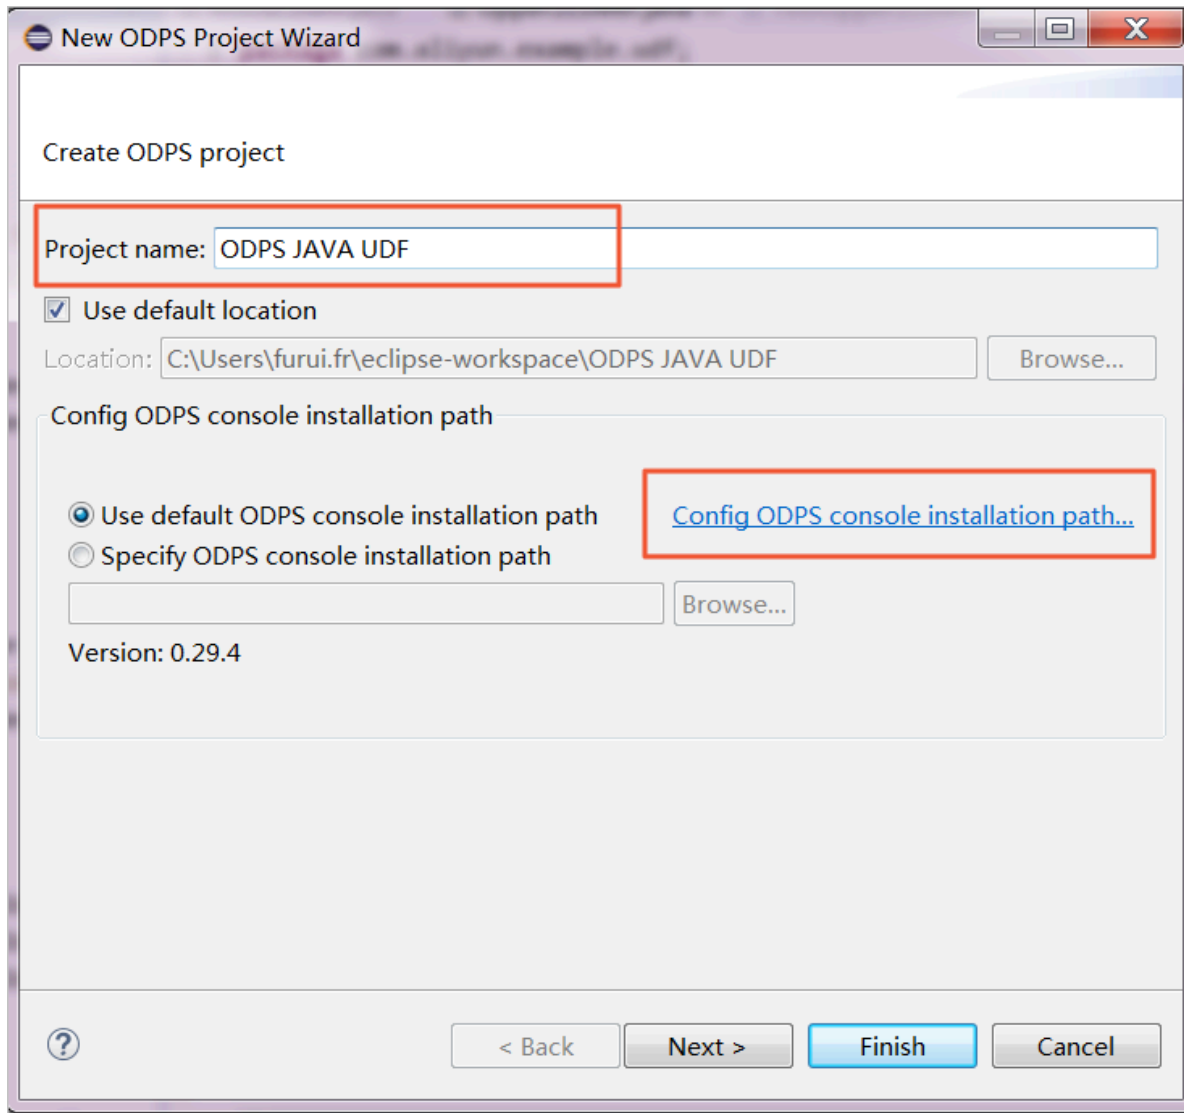 New ODPS Project Wizard
Create ODPS project
Project name: ODPS JAVA UDF
Use default location
Location: C:\Users\furui.fr\eclipse-workspace\ODPS JAVA UDF Browse...
Config ODPS console installation path
Use default ODPS console installation path Config ODPS console installation path...
Specify ODPS console installation path
Browse...
Version: 0.29.4
? < Back Next > Finish Cancel